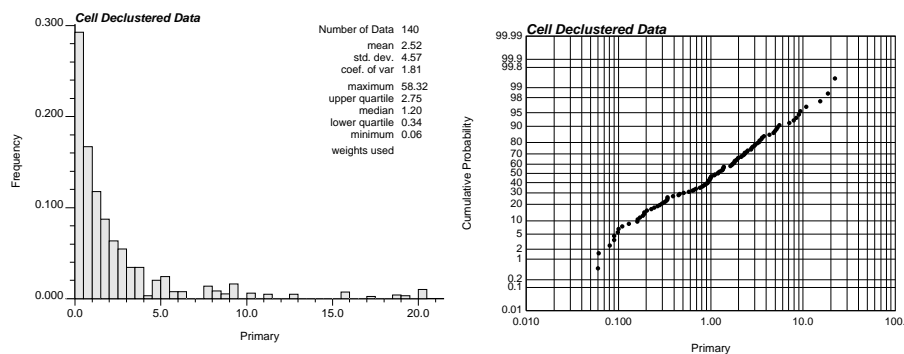 Cell Declustered Data
Frequency
0.300
0.200
0.100
0.000
0.0
5.0
10.0
15.0
20.0
Primary
Number of Data 140
mean 2.52
std. dev. 4.57
coef. of var 1.81
maximum 58.32
upper quartile 2.75
median 1.20
lower quartile 0.34
minimum 0.06
weights used
Cell Declustered Data
Cumulative Probability
99.99
99.9
99.8
99
98
95
90
80
70
60
50
40
30
20
10
5
2
1
0.2
0.1
0.01
0.010
0.100
1.00
10.0
100.
Primary